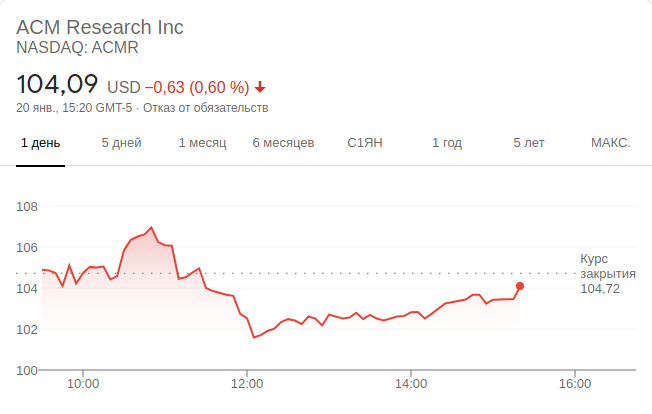 ACM Research Inc
NASDAQ: ACMR
104,09 USD −0,63 (0,60 %)
20 янв., 15:20 GMT-5 · Отказ от обязательств
1 день 5 дней 1 месяц 6 месяцев С1ЯН 1 год 5 лет МАКС.
108
106
104
102
100
Курс
закрытия
104,72
10:00 12:00 14:00 16:00